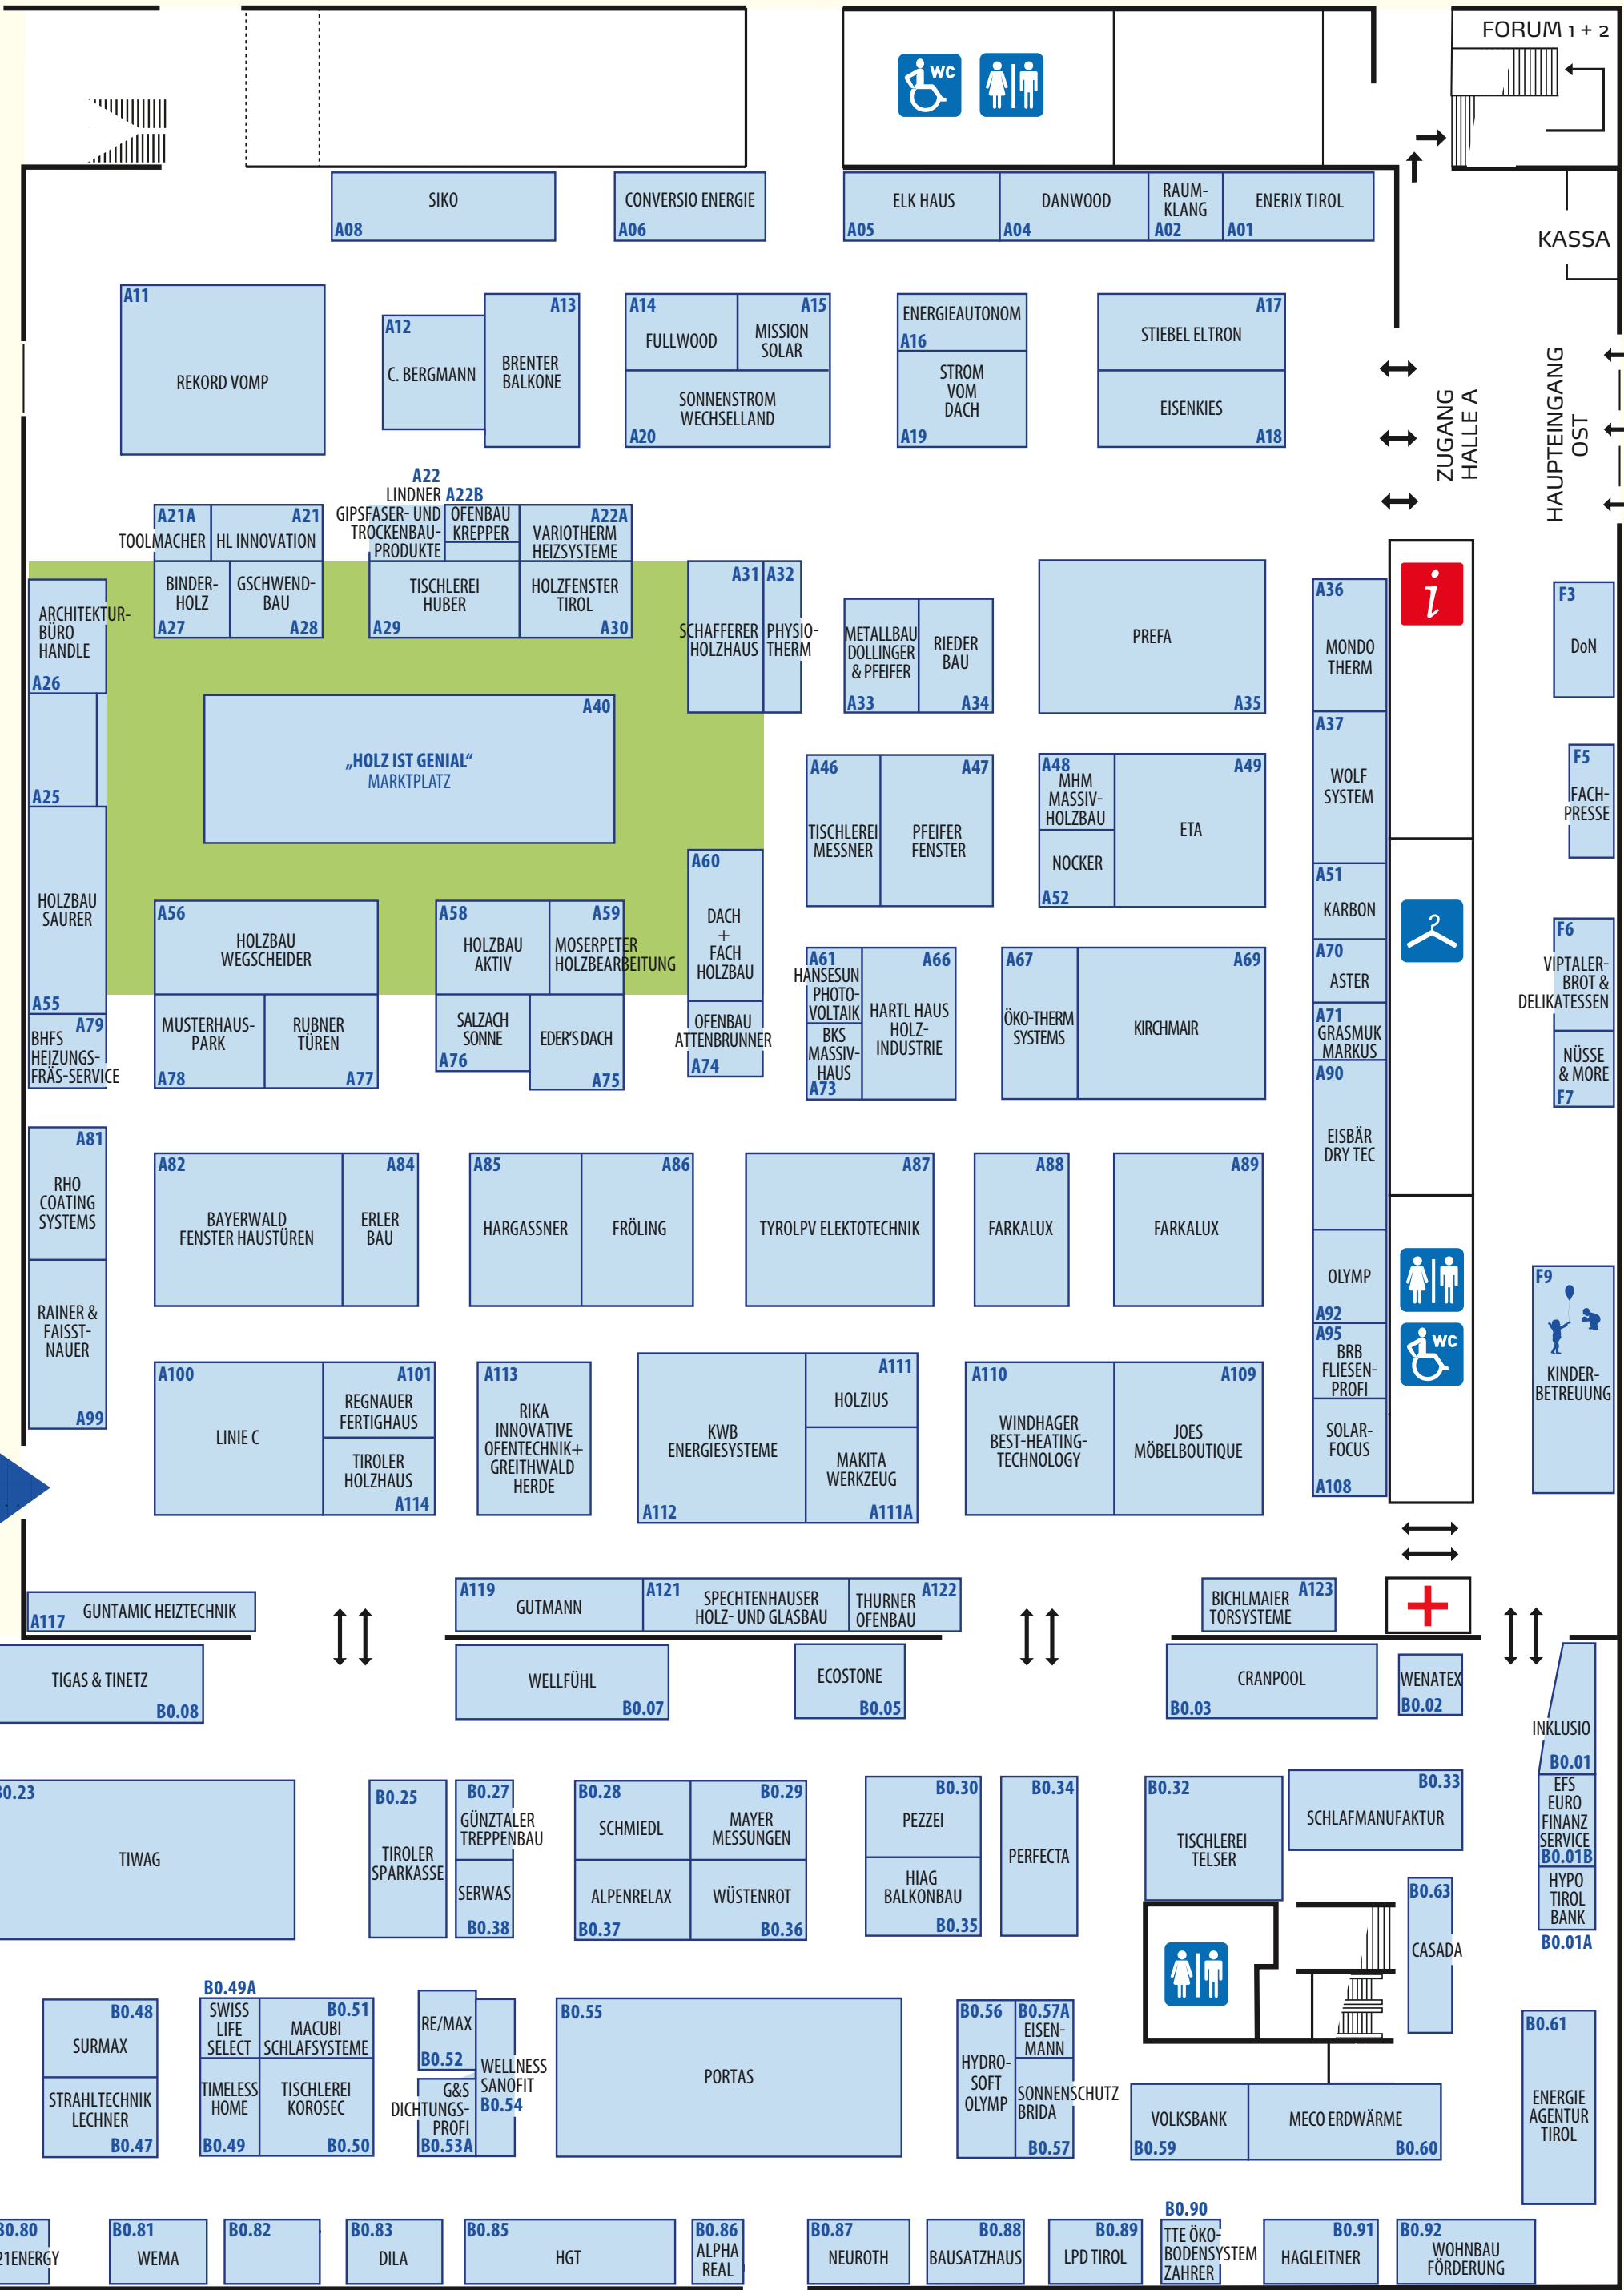 FORUM 1 + 2
WC
SIKO
A08
CONVERSIO ENERGIE
A06
ELK HAUS
A05
DANWOOD
A04
RAUM-
KLANG
A02
ENERIX TIROL
A01
KASSA
A11
REKORD VOMP
A12
C. BERGMANN
A13
BRENTER
BALKONE
A14
FULLWOOD
A15
MISSION
SOLAR
SONNENSTROM
WECHSELLAND
A20
ENERGIEAUTONOM
A16
STROM
VOM
DACH
A19
A17
STIEBEL ELTRON
EISENKIES
A18
ZUGANG
HALLE A
HAUPTEINGANG
OST
A21A
TOOLMACHER
A21
HL INNOVATION
A22
LINDNER
GIPSFASER- UND
TROCKENBAU-
PRODUKTE
A22B
OFENBAU
KREPPER
A22A
VARIOTHERM
HEIZSYSTEME
BINDER-
HOLZ
A27
GSCHWEND-
BAU
A28
TISCHLEREI
HUBER
A29
HOLZFENSTER
TIROL
A30
ARCHITEKTUR-
BÜRO
HANDLE
A26
A25
A31
SCHAFFERER
HOLZHAUS
A32
PHYSIO-
THERM
METALLBAU
DOLLINGER
& PFEIFER
A33
RIEDER
BAU
A34
PREFA
A35
A36
MONDO
THERM
i
F3
DoN
A40
„HOLZ IST GENIAL“
MARKTPLATZ
A37
WOLF
SYSTEM
F5
FACH-
PRESSE
A46
TISCHLEREI
MESSNER
A47
PFEIFER
FENSTER
A48
MHM
MASSIV-
HOLZBAU
NOCKER
A52
A49
ETA
A51
KARBON
HOLZBAU
SAURER
A55
A56
HOLZBAU
WEGSCHEIDER
A58
HOLZBAU
AKTIV
A59
MOSERPETER
HOLZBEARBEITUNG
A60
DACH
+
FACH
HOLZBAU
A61
HANSESUN
PHOTO-
VOLTAIK
A66
HARTL HAUS
HOLZ-
INDUSTRIE
BKS
MASSIV-
HAUS
A73
A67
ÖKO-THERM
SYSTEMS
A69
KIRCHMAIR
A70
ASTER
A71
GRASMUK
MARKUS
F6
VIPTALER-
BROT &
DELIKATESSEN
NÜSSE
& MORE
F7
A79
BHFS
HEIZUNGS-
FRÄS-SERVICE
MUSTERHAUS-
PARK
A78
RUBNER
TÜREN
A77
SALZACH
SONNE
A76
EDER'S DACH
A75
OFENBAU
ATTENBRUNNER
A74
A90
EISBÄR
DRY TEC
A81
RHO
COATING
SYSTEMS
A82
BAYERWALD
FENSTER HAUSTÜREN
A84
ERLER
BAU
A85
HARGASSNER
A86
FRÖLING
A87
TYROLPV ELEKTOTECHNIK
A88
FARKALUX
A89
FARKALUX
OLYMP
A92
F9
KINDER-
BETREUUNG
RAINER &
FAISST-
NAUER
A99
A95
BRB
FLIESEN-
PROFI
WC
A100
LINIE C
A101
REGNAUER
FERTIGHAUS
TIROLER
HOLZHAUS
A114
A113
RIKA
INNOVATIVE
OFENTECHNIK+
GREITHWALD
HERDE
KWB
ENERGIESYSTEME
A112
A111
HOLZIUS
MAKITA
WERKZEUG
A111A
A110
WINDHAGER
BEST-HEATING-
TECHNOLOGY
A109
JOES
MÖBELBOUTIQUE
SOLAR-
FOCUS
A108
A117
GUNTAMIC HEIZTECHNIK
A119
GUTMANN
A121
SPECHTENHAUSER
HOLZ- UND GLASBAU
A122
THURNER
OFENBAU
A123
BICHLMAIER
TORSYSTEME
TIGAS & TINETZ
B0.08
WELLFÜHL
B0.07
ECOSTONE
B0.05
CRANPOOL
B0.03
WENATEX
B0.02
INKLUSIO
B0.01
B0.23
TIWAG
B0.25
TIROLER
SPARKASSE
B0.27
GÜNZTALER
TREPPENBAU
SERWAS
B0.38
B0.28
SCHMIEDL
B0.29
MAYER
MESSUNGEN
ALPENRELAX
B0.37
WÜSTENROT
B0.36
B0.30
PEZZEI
HIAG
BALKONBAU
B0.35
B0.34
PERFECTA
B0.32
TISCHLEREI
TELSER
B0.33
SCHLAFMANUFAKTUR
EFS
EURO
FINANZ
SERVICE
B0.01B
HYPO
TIROL
BANK
B0.01A
B0.63
CASADA
B0.48
SURMAX
STRAHLTECHNIK
LECHNER
B0.47
B0.49A
SWISS
LIFE
SELECT
B0.51
MACUBI
SCHLAFSYSTEME
TIMELESS
HOME
B0.49
TISCHLEREI
KOROSEC
B0.50
RE/MAX
B0.52
G&S
DICHTUNGS-
PROFI
B0.53A
WELLNESS
SANOFIT
B0.54
B0.55
PORTAS
B0.56
HYDRO-
SOFT
OLYMP
B0.57A
EISEN-
MANN
SONNENSCHUTZ
BRIDA
B0.57
VOLKSBANK
B0.59
MECO ERDWÄRME
B0.60
B0.61
ENERGIE
AGENTUR
TIROL
B0.80
21ENERGY
B0.81
WEMA
B0.82
B0.83
DILA
B0.85
HGT
B0.86
ALPHA
REAL
B0.87
NEUROTH
B0.88
BAUSATZHAUS
B0.89
LPD TIROL
B0.90
TTE ÖKO-
BODENSYSTEM
ZAHRER
B0.91
HAGLEITNER
B0.92
WOHNBAU
FÖRDERUNG